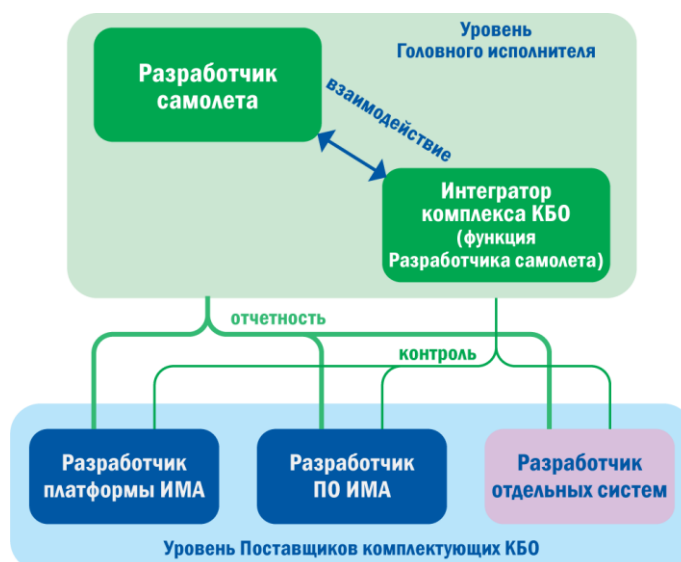 Уровень
Головного исполнителя
Разработчик
самолета
взаимодействие
Интегратор
комплекса КБО
(функция
Разработчика самолета)
отчетность
контроль
Разработчик
платформы ИМА
Разработчик
ПО ИМА
Разработчик
отдельных систем
Уровень Поставщиков комплектующих КБО